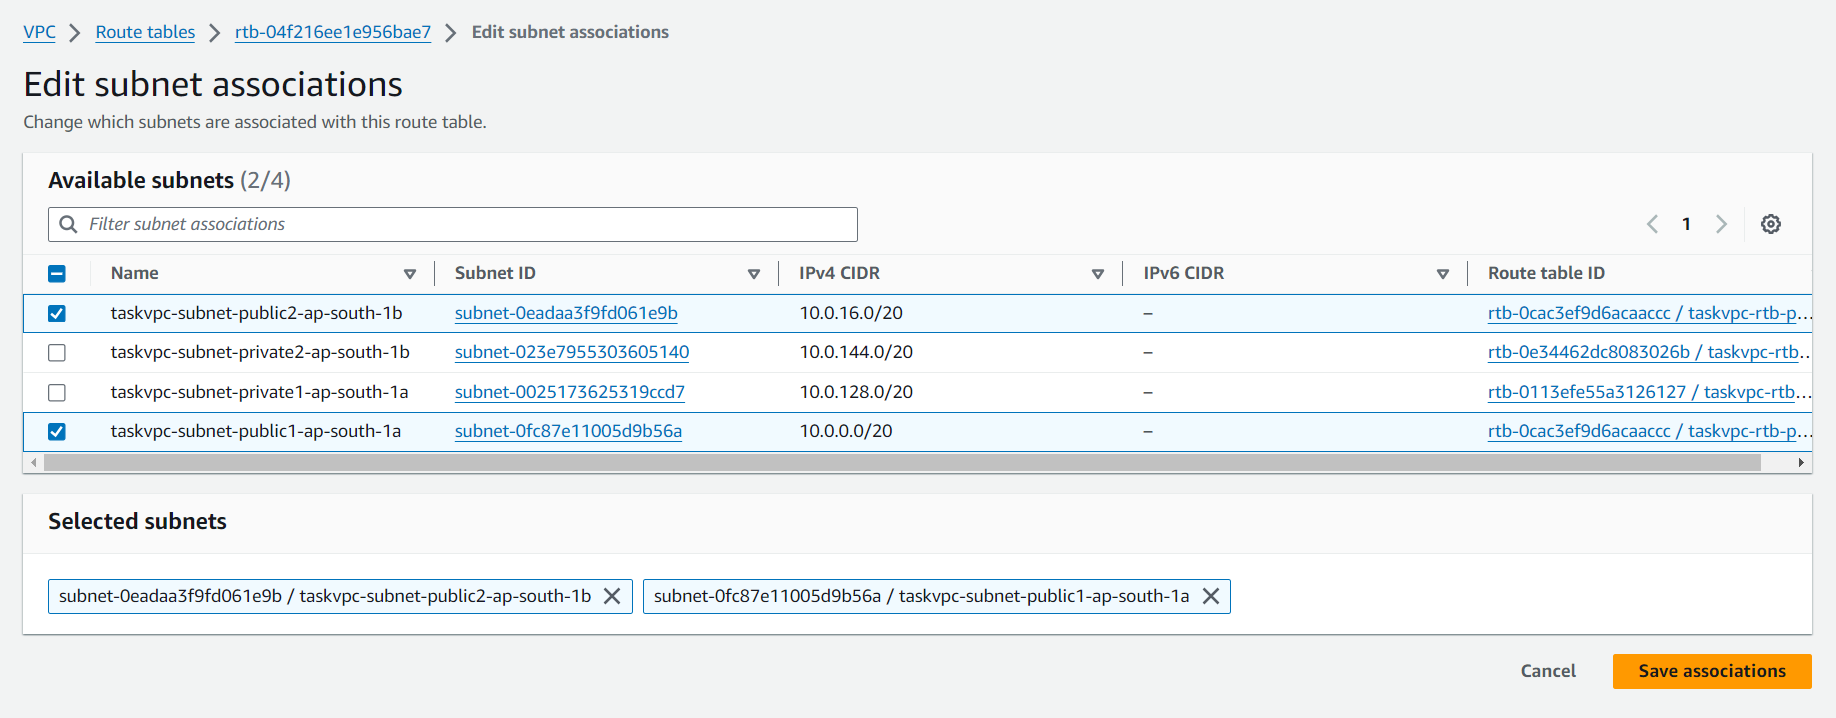 VPC > Route tables > rtb-04f216ee1e956bae7 > Edit subnet associations
Edit subnet associations
Change which subnets are associated with this route table.
Available subnets (2/4)
Filter subnet associations
1
Name Subnet ID IPv4 CIDR IPv6 CIDR Route table ID
taskvpc-subnet-public2-ap-south-1b subnet-0eadaa3f9fd061e9b 10.0.16.0/20 – rtb-0cac3ef9d6acaaccc / taskvpc-rtb-p...
taskvpc-subnet-private2-ap-south-1b subnet-023e7955303605140 10.0.144.0/20 – rtb-0e34462dc8083026b / taskvpc-rtb...
taskvpc-subnet-private1-ap-south-1a subnet-0025173625319ccd7 10.0.128.0/20 – rtb-0113efe55a3126127 / taskvpc-rtb...
taskvpc-subnet-public1-ap-south-1a subnet-0fc87e11005d9b56a 10.0.0.0/20 – rtb-0cac3ef9d6acaaccc / taskvpc-rtb-p...
Selected subnets
subnet-0eadaa3f9fd061e9b / taskvpc-subnet-public2-ap-south-1b subnet-0fc87e11005d9b56a / taskvpc-subnet-public1-ap-south-1a
Cancel Save associations